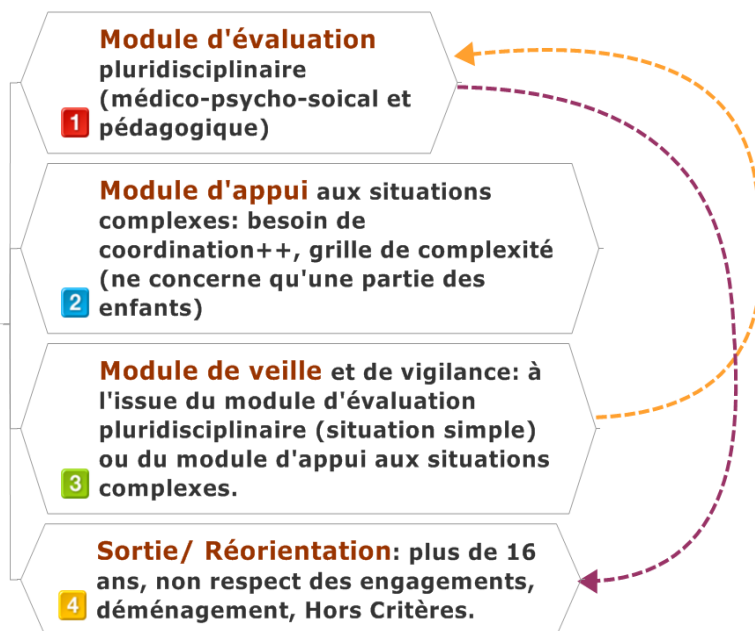 Module d'évaluation
pluridisciplinaire
(médico-psycho-soical et
1 pédagogique)
Module d'appui aux situations
complexes: besoin de
coordination++, grille de complexité
(ne concerne qu'une partie des
2 enfants)
Module de veille et de vigilance: à
l'issue du module d'évaluation
pluridisciplinaire (situation simple)
ou du module d'appui aux situations
3 complexes.
Sortie/ Réorientation: plus de 16
ans, non respect des engagements,
4 déménagement, Hors Critères.